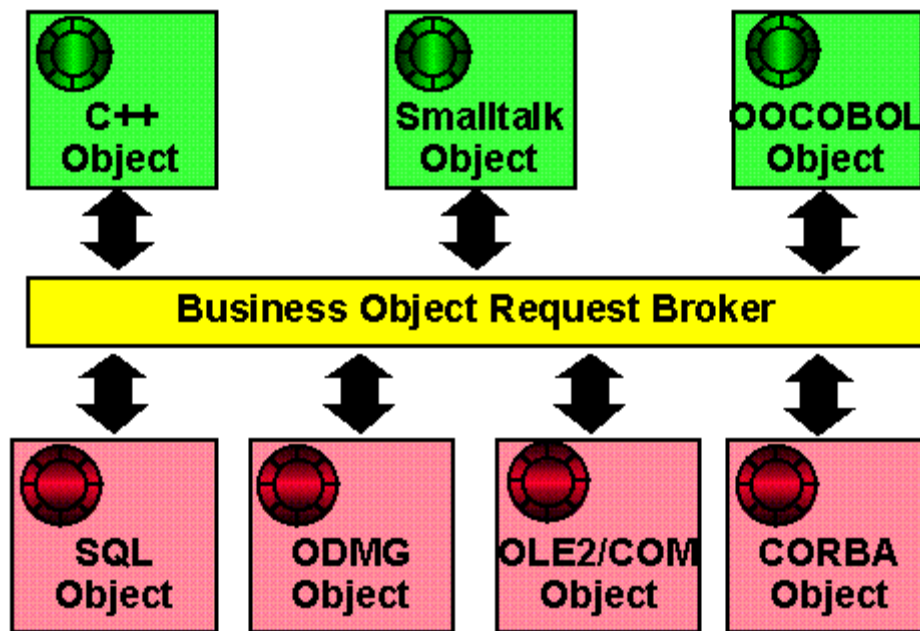 C++
Object
Smalltalk
Object
OOCOBOL
Object
Business Object Request Broker
SQL
Object
ODMG
Object
OLE2/COM
Object
CORBA
Object